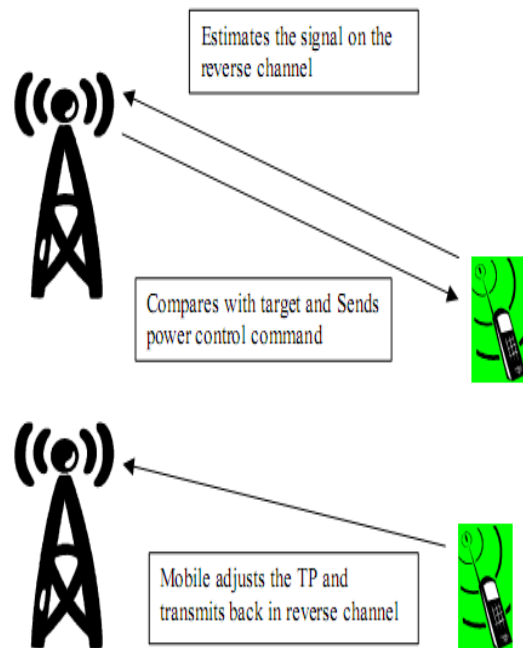 Estimates the signal on the
reverse channel
Compares with target and Sends
power control command
Mobile adjusts the TP and
transmits back in reverse channel